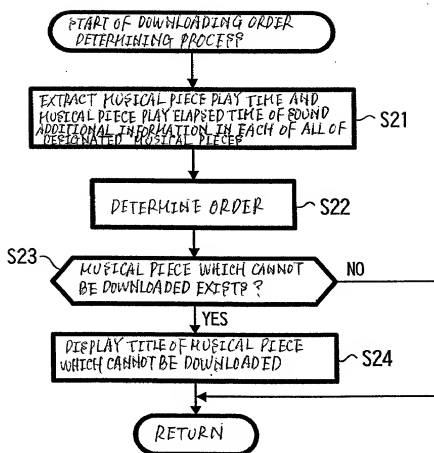 START OF DOWNLOADING ORDER
DETERMINING PROCESS
EXTRACT MUSICAL PIECE PLAY TIME AND
MUSICAL PIECE PLAY ELAPSED TIME OF SOUND
ADDITIONAL INFORMATION IN EACH OF ALL OF
DESIGNATED MUSICAL PIECES
S21
DETERMINE ORDER
S22
S23
MUSICAL PIECE WHICH CANNOT
BE DOWNLOADED EXISTS?
NO
YES
DISPLAY TITLE OF MUSICAL PIECE
WHICH CANNOT BE DOWNLOADED
S24
RETURN